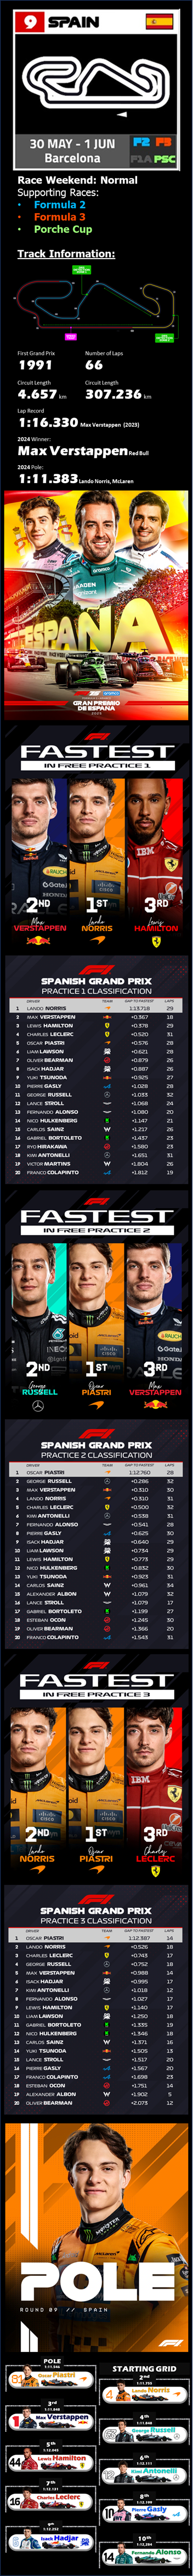 9 SPAIN
30 MAY - 1 JUN
Barcelona
F2 F3
F1A PSC
Race Weekend: Normal
Supporting Races:
• Formula 2
• Formula 3
• Porche Cup
Track Information:
First Grand Prix
Number of Laps
1991
66
Circuit Length
Circuit Length
4.657 km
307.236 km
Lap Record
1:16.330 Max Verstappen (2023)
2024 Winner:
Max Verstappen Red Bull
2024 Pole:
1:11.383 Lando Norris, McLaren
ESPAÑA
GRAN PREMIO
DE ESPAÑA
FASTEST
IN FREE PRACTICE 1
2ND 1ST 3RD
Max Lando Lewis
VERSTAPPEN NORRIS HAMILTON
SPANISH GRAND PRIX
PRACTICE 1 CLASSIFICATION
DRIVER TEAM GAP TO FASTEST LAPS
1 LANDO NORRIS 1:13.718 29
2 MAX VERSTAPPEN +0.367 18
3 LEWIS HAMILTON +0.378 29
4 CHARLES LECLERC +0.520 31
5 OSCAR PIASTRI +0.576 28
6 LIAM LAWSON +0.621 28
7 OLIVER BEARMAN +0.879 26
8 ISACK HADJAR +0.887 26
9 YUKI TSUNODA +0.925 27
10 PIERRE GASLY +1.028 28
11 GEORGE RUSSELL +1.033 32
12 LANCE STROLL +1.068 24
13 FERNANDO ALONSO +1.080 20
14 NICO HULKENBERG +1.147 21
15 CARLOS SAINZ +1.217 26
16 GABRIEL BORTOLETO +1.437 23
17 RYO HIRAKAWA +1.580 23
18 KIMI ANTONELLI +1.651 31
19 VICTOR MARTINS +1.804 26
20 FRANCO COLAPINTO +1.812 19
FASTEST
IN FREE PRACTICE 2
2ND 1ST 3RD
George Oscar Max
RUSSELL PIASTRI VERSTAPPEN
SPANISH GRAND PRIX
PRACTICE 2 CLASSIFICATION
DRIVER TEAM GAP TO FASTEST LAPS
1 OSCAR PIASTRI 1:12.760 28
2 GEORGE RUSSELL +0.286 32
3 MAX VERSTAPPEN +0.310 30
4 LANDO NORRIS +0.310 31
5 CHARLES LECLERC +0.500 32
6 KIMI ANTONELLI +0.538 31
7 FERNANDO ALONSO +0.541 28
8 PIERRE GASLY +0.625 30
9 ISACK HADJAR +0.640 29
10 LIAM LAWSON +0.734 29
11 LEWIS HAMILTON +0.773 29
12 NICO HULKENBERG +0.832 30
13 YUKI TSUNODA +0.923 31
14 CARLOS SAINZ +0.961 34
15 ALEXANDER ALBON +1.079 32
16 LANCE STROLL +1.079 17
17 GABRIEL BORTOLETO +1.199 27
18 ESTEBAN OCON +1.245 30
19 OLIVER BEARMAN +1.366 20
20 FRANCO COLAPINTO +1.543 31
FASTEST
IN FREE PRACTICE 3
2ND 1ST 3RD
Lando Oscar Charles
NORRIS PIASTRI LECLERC
SPANISH GRAND PRIX
PRACTICE 3 CLASSIFICATION
DRIVER TEAM GAP TO FASTEST LAPS
1 OSCAR PIASTRI 1:12.387 14
2 LANDO NORRIS +0.526 18
3 CHARLES LECLERC +0.743 17
4 GEORGE RUSSELL +0.752 18
5 MAX VERSTAPPEN +0.988 14
6 ISACK HADJAR +0.995 17
7 KIMI ANTONELLI +1.018 12
8 FERNANDO ALONSO +1.027 17
9 LEWIS HAMILTON +1.140 17
10 LIAM LAWSON +1.250 18
11 GABRIEL BORTOLETO +1.335 19
12 NICO HULKENBERG +1.346 18
13 CARLOS SAINZ +1.371 16
14 YUKI TSUNODA +1.505 13
15 LANCE STROLL +1.517 20
16 PIERRE GASLY +1.567 20
17 FRANCO COLAPINTO +1.698 23
18 ESTEBAN OCON +1.751 14
19 ALEXANDER ALBON +1.902 5
20 OLIVER BEARMAN +2.073 12
POLE
ROUND 09 // SPAIN
POLE
STARTING GRID
81 Oscar Piastri
2nd
4 Lando Norris
3rd
1 Max Verstappen
4th
George Russell
5th
44 Lewis Hamilton
6th
Kimi Antonelli
7th
16 Charles Leclerc
8th
10 Pierre Gasly
Isack Hadjar
10th
14 Fernando Alonso